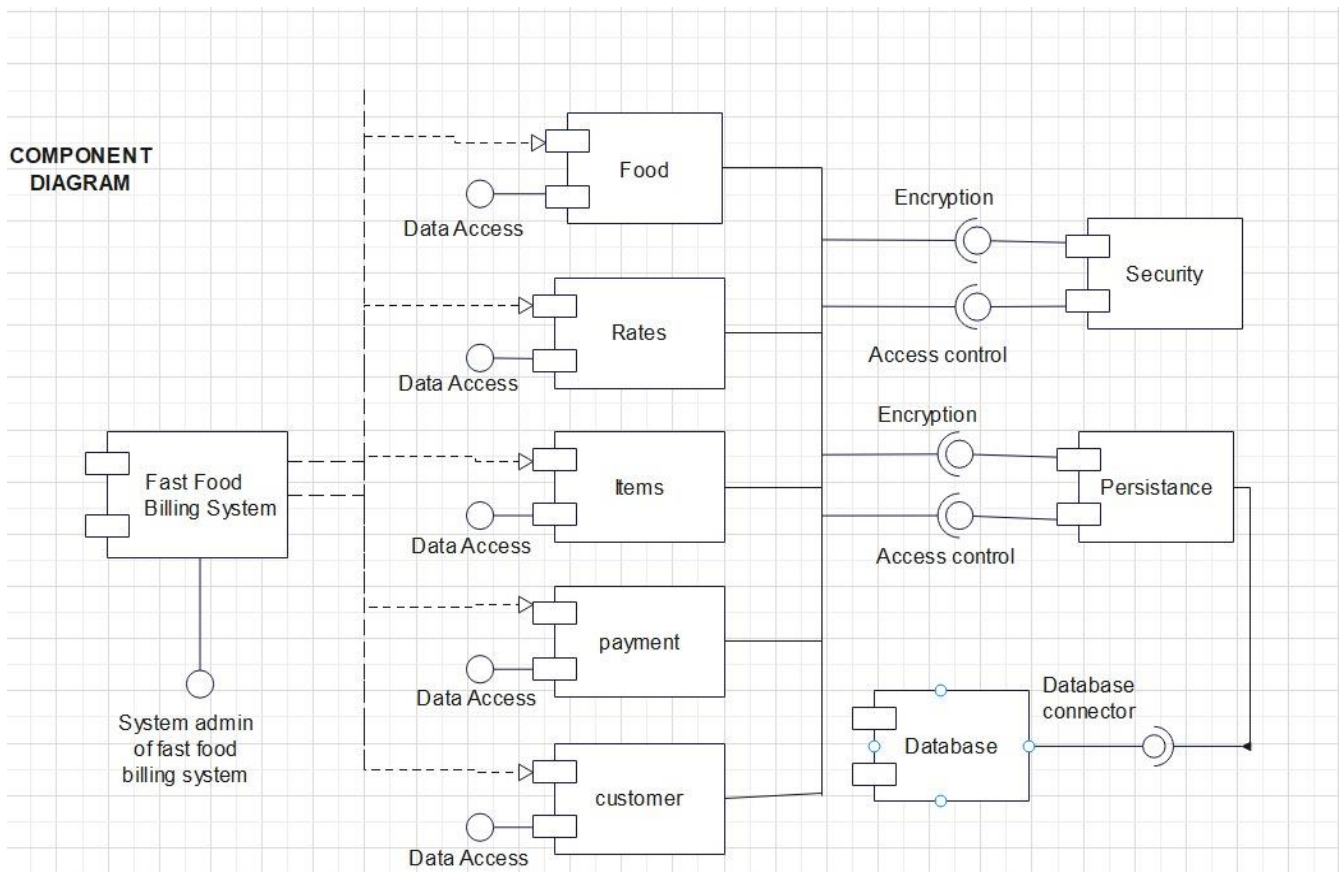 COMPONENT
DIAGRAM
Food
Data Access
Encryption
Security
Rates
Access control
Data Access
Encryption
Fast Food
Billing System
Items
Persistance
Data Access
Access control
payment
Data Access
Database
connector
System admin
of fast food
billing system
Database
customer
Data Access